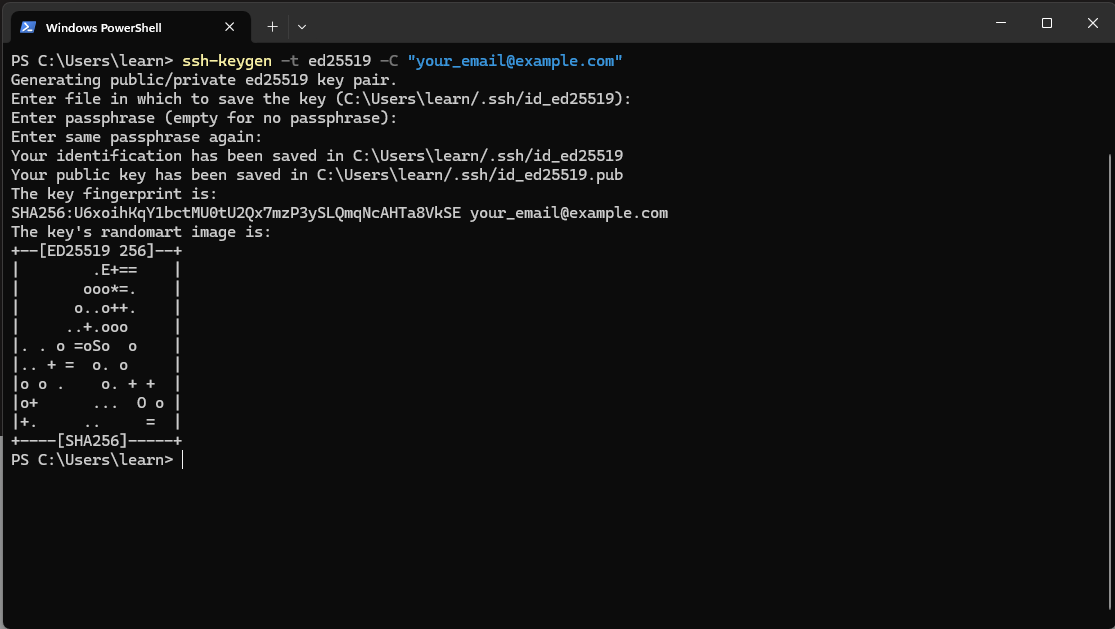 Windows PowerShell
PS C:\Users\learn> ssh-keygen -t ed25519 -C "your_email@example.com"
Generating public/private ed25519 key pair.
Enter file in which to save the key (C:\Users\learn/.ssh/id_ed25519):
Enter passphrase (empty for no passphrase):
Enter same passphrase again:
Your identification has been saved in C:\Users\learn/.ssh/id_ed25519
Your public key has been saved in C:\Users\learn/.ssh/id_ed25519.pub
The key fingerprint is:
SHA256:U6xoihKqY1bctMU0tU2Qx7mzP3ySLQmqNcAHTa8VkSE your_email@example.com
The key's randomart image is:
+--[ED25519 256]--+
|        .E+==    |
|       ooo*=.    |
|      o..o++.    |
|     ..+.ooo     |
|. . o =oSo  o    |
|.. + =  o. o     |
|o o .    o. + +  |
|o+      ...  O o |
|+.     ..     =  |
+----[SHA256]-----+
PS C:\Users\learn>